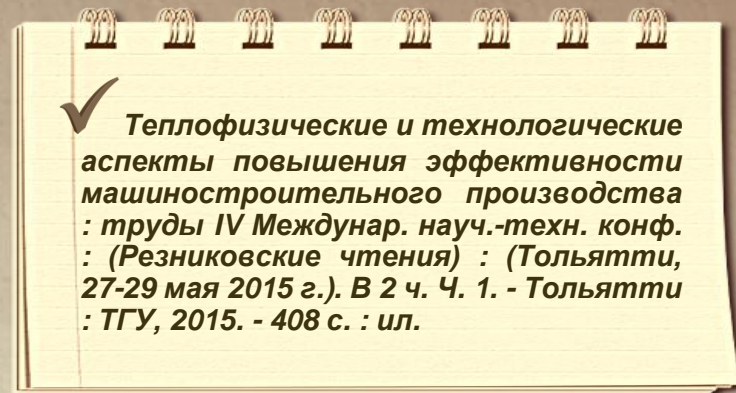 Теплофизические и технологические
аспекты повышения эффективности
машиностроительного производства
: труды IV Междунар. науч.-техн. конф.
: (Резниковские чтения) : (Тольятти,
27-29 мая 2015 г.). В 2 ч. Ч. 1. - Тольятти
: ТГУ, 2015. - 408 с. : ил.